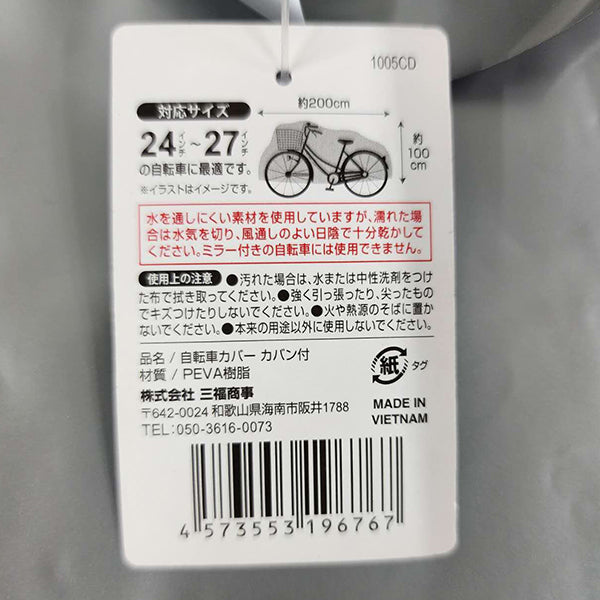 1005CD
対応サイズ
24インチ～27インチ
の自転車に最適です。
※イラストはイメージです。
約200cm
約100cm
水を通しにくい素材を使用していますが、濡れた場
合は水気を切り、風通しのよい日陰で十分乾かして
ください。ミラー付きの自転車には使用できません。
使用上の注意 ●汚れた場合は、水または中性洗剤をつけ
た布で拭き取ってください。●強く引っ張ったり、尖ったもの
でキズつけたりしないでください。●火や熱源のそばに置か
ないでください。●本来の用途以外に使用しないでください。
品名 / 自転車カバー カバン付
材質 / PEVA樹脂
株式会社 三福商事
〒642-0024 和歌山県海南市阪井1788
TEL:050-3616-0073
紙 タグ
MADE IN
VIETNAM
4 573553 196767